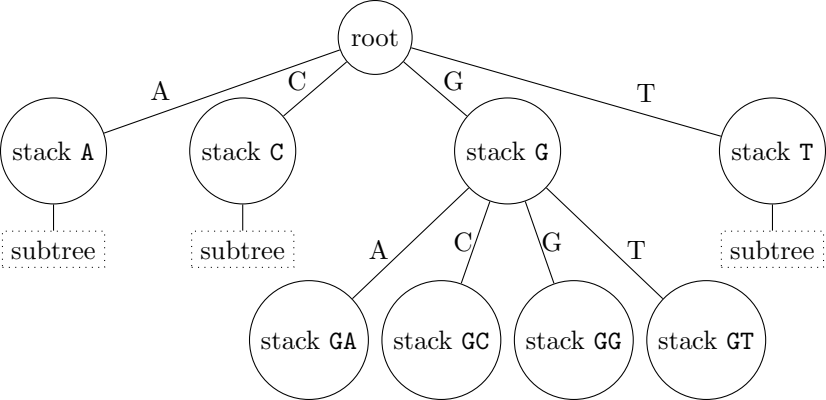 root
A
C
G
T
stack A
stack C
stack G
stack T
subtree
subtree
A
C
G
T
subtree
stack GA
stack GC
stack GG
stack GT